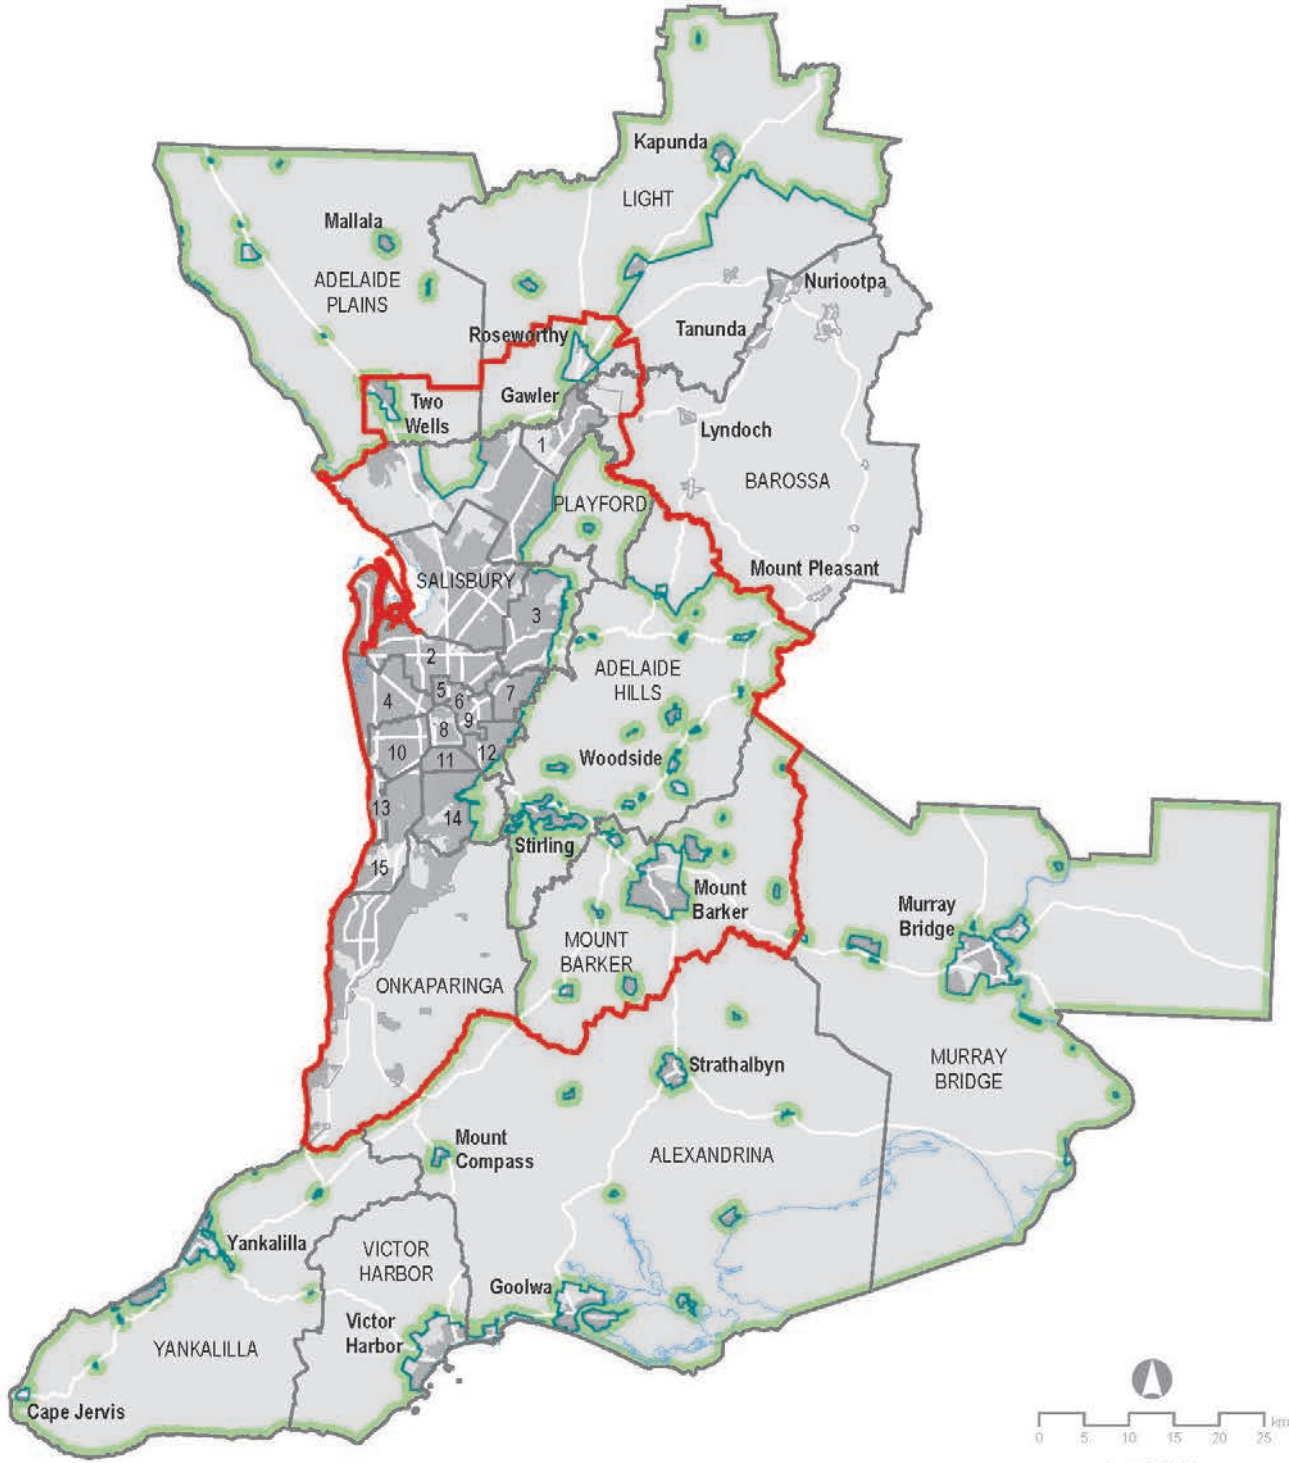 Kapunda
LIGHT
Mallala
ADELAIDE
PLAINS
Nuriootpa
Roseworthy
Tanunda
Gawler
Two
Wells
1
Lyndoch
BAROSSA
PLAYFORD
Mount Pleasant
SALISBURY
3
2
ADELAIDE
HILLS
5
6
7
4
9
8
10
11
12
Woodside
13
14
Stirling
15
Mount
Barker
Murray
Bridge
MOUNT
BARKER
ONKAPARINGA
Strathalbyn
MURRAY
BRIDGE
Mount
Compass
ALEXANDRINA
Yankalilla
VICTOR
HARBOR
Goolwa
Victor
Harbor
YANKALILLA
Cape Jervis
km
0 5 10 15 20 25